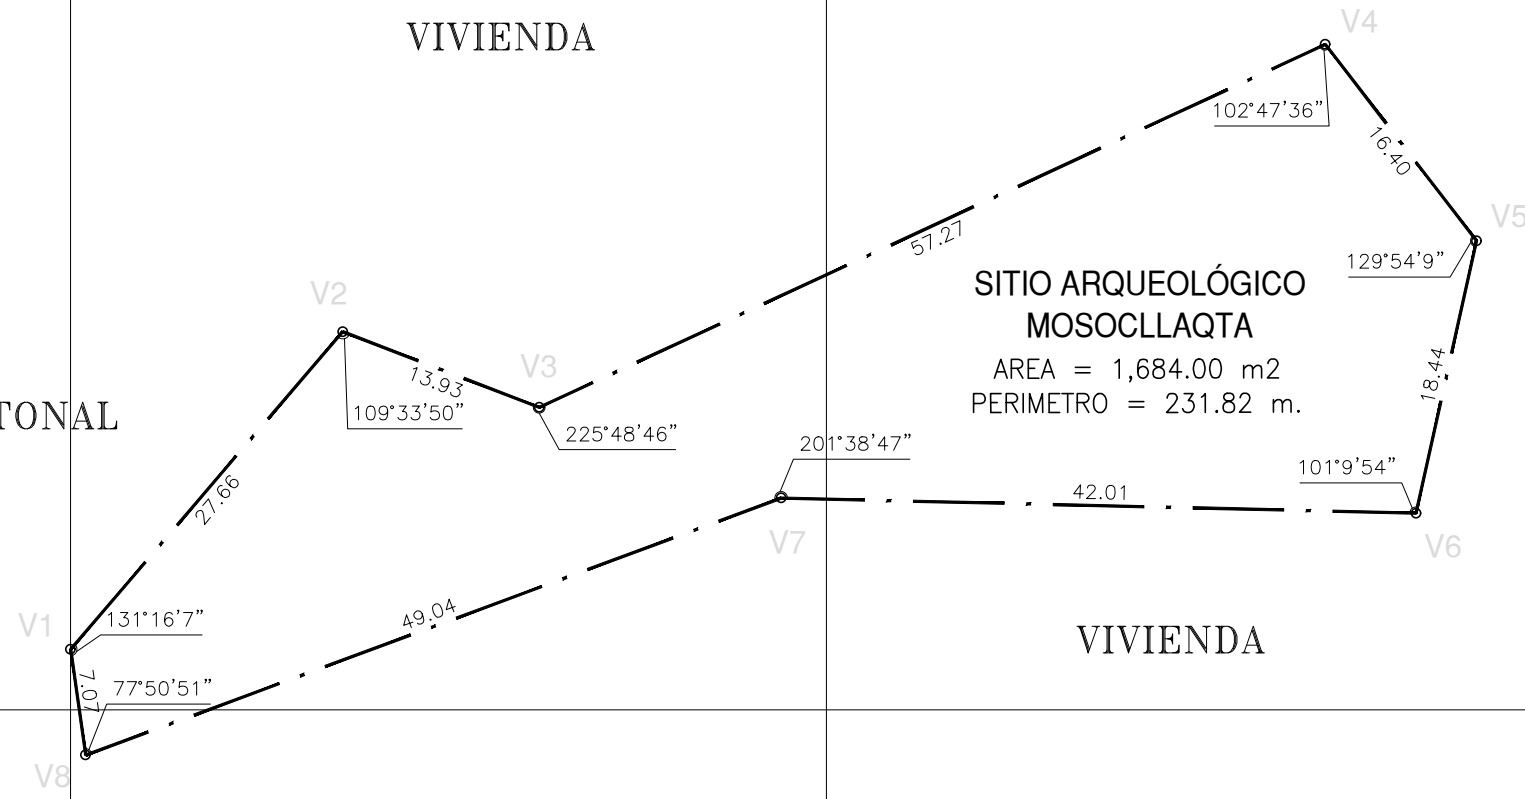 VIVIENDA
V4
102°47'36"
16.40
V5
57.27
129°54'9"
SITIO ARQUEOLÓGICO
MOSOCLLAQTA
AREA = 1,684.00 m2
PERIMETRO = 231.82 m.
V2
V3
13.93
109°33'50"
TONAL
225°48'46"
201°38'47"
18.44
101°9'54"
42.01
27.66
V7
V6
49.04
V1
131°16'7"
VIVIENDA
7.07
77°50'51"
V8